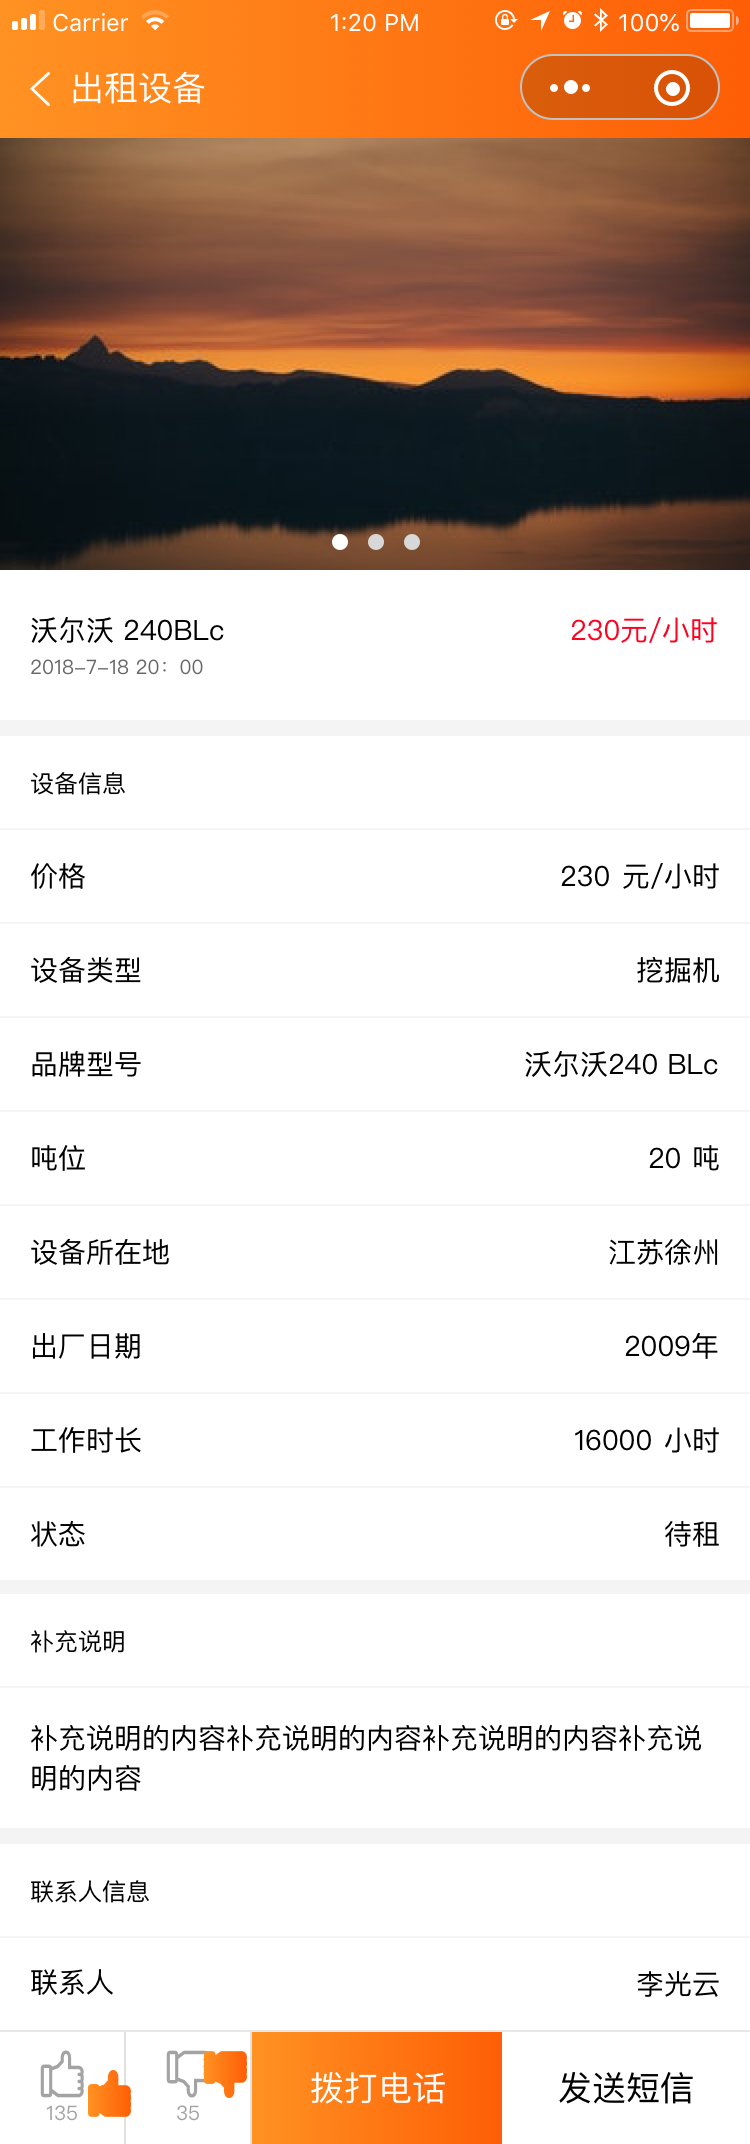 Carrier 1:20 PM 100%
出租设备
沃尔沃 240BLc 230元/小时
2018-7-18 20：00
设备信息
价格 230 元/小时
设备类型 挖掘机
品牌型号 沃尔沃240 BLc
吨位 20 吨
设备所在地 江苏徐州
出厂日期 2009年
工作时长 16000 小时
状态 待租
补充说明
补充说明的内容补充说明的内容补充说明的内容补充说
明的内容
联系人信息
联系人 李光云
135 35 拨打电话 发送短信